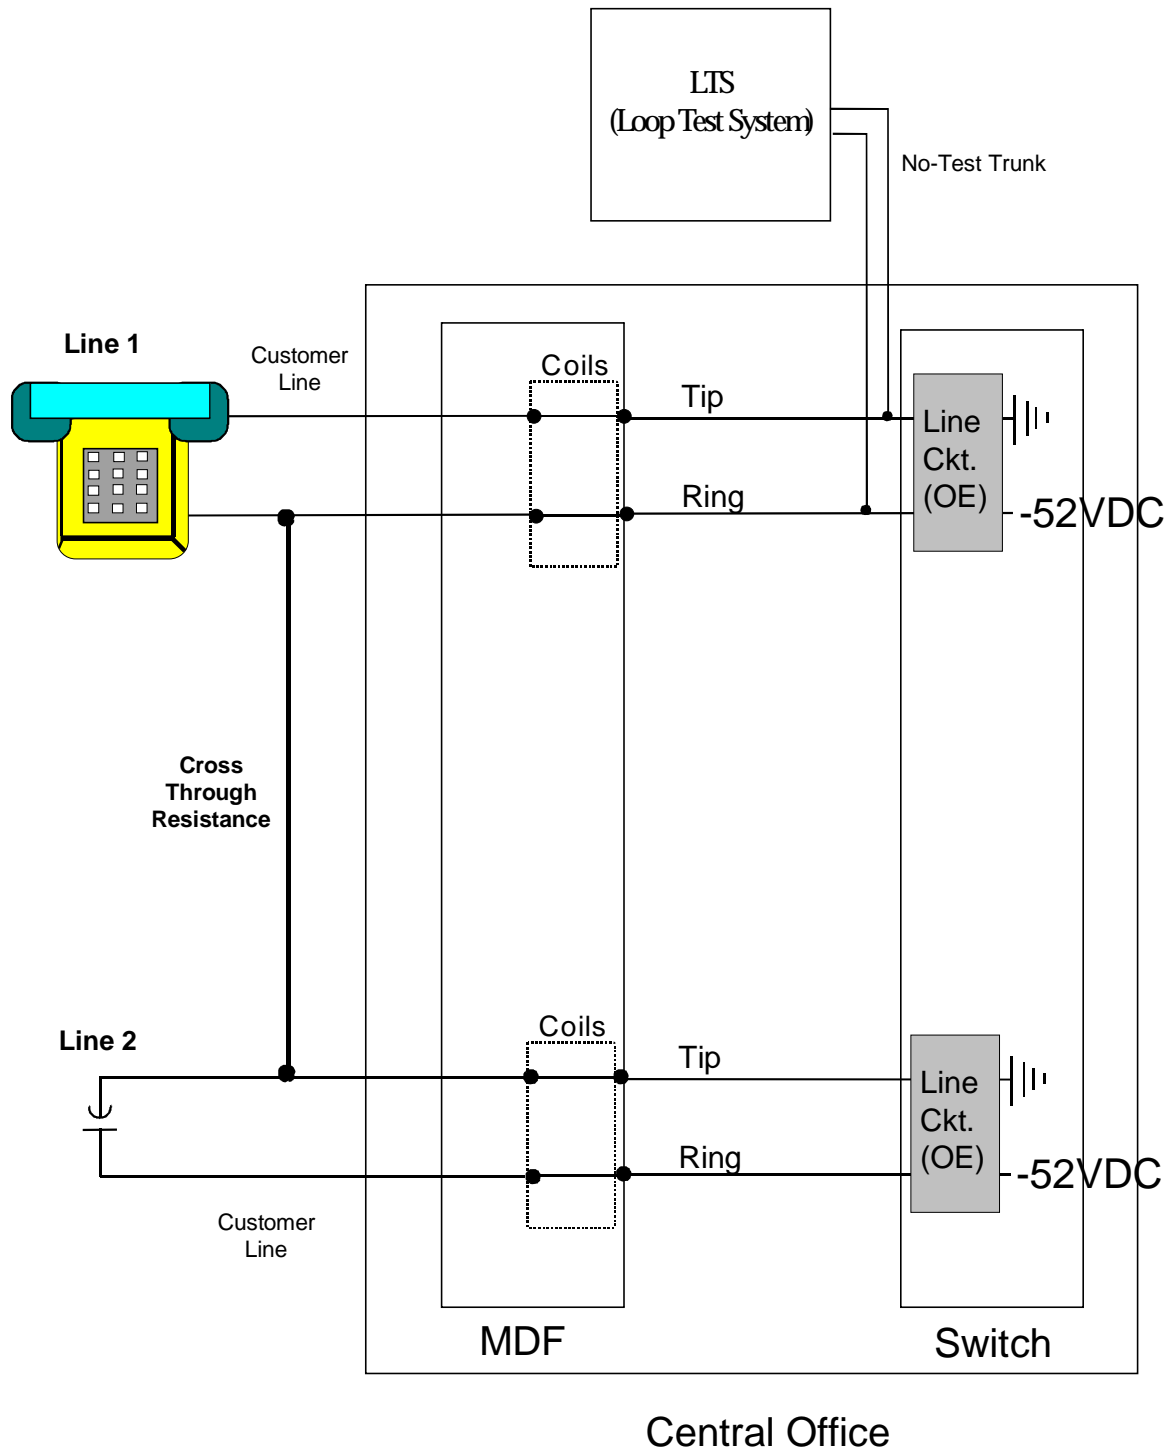 LTS
(Loop Test System)
No-Test Trunk
Line 1
Customer
Line
Coils
Tip
Line
Ckt.
(OE)
Ring
-52VDC
Cross
Through
Resistance
Line 2
Coils
Tip
Line
Ckt.
(OE)
Ring
-52VDC
Customer
Line
MDF
Switch
Central Office